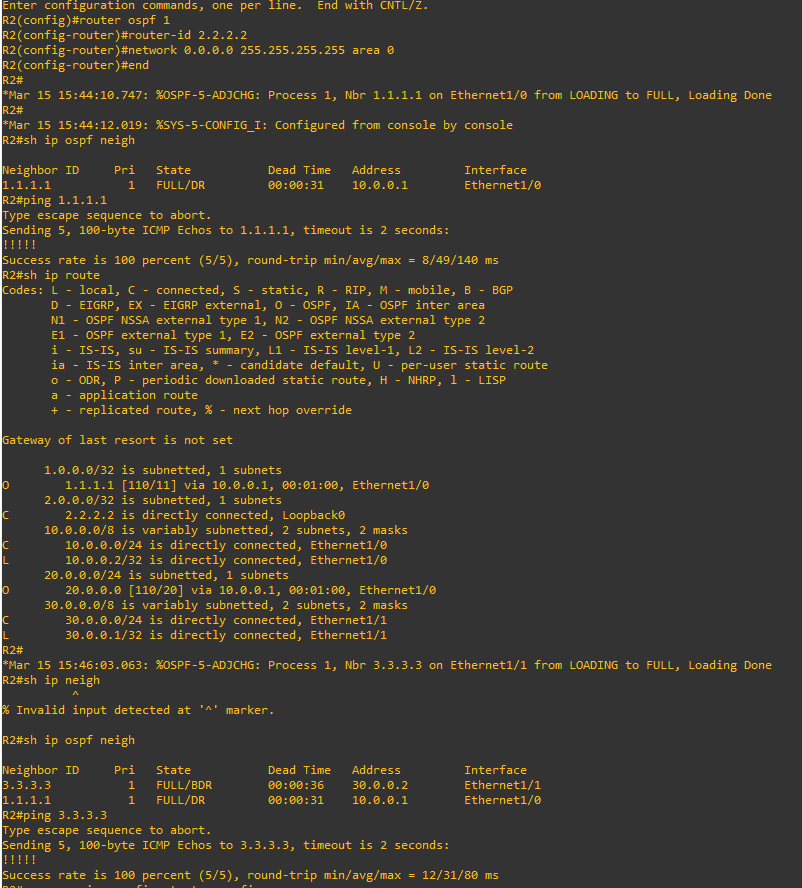 Enter configuration commands, one per line.  End with CNTL/Z.
R2(config)#router ospf 1
R2(config-router)#router-id 2.2.2.2
R2(config-router)#network 0.0.0.0 255.255.255.255 area 0
R2(config-router)#end
R2#
*Mar 15 15:44:10.747: %OSPF-5-ADJCHG: Process 1, Nbr 1.1.1.1 on Ethernet1/0 from LOADING to FULL, Loading Done
R2#
*Mar 15 15:44:12.019: %SYS-5-CONFIG_I: Configured from console by console
R2#sh ip ospf neigh

Neighbor ID     Pri   State           Dead Time   Address         Interface
1.1.1.1           1   FULL/DR         00:00:31    10.0.0.1        Ethernet1/0
R2#ping 1.1.1.1
Type escape sequence to abort.
Sending 5, 100-byte ICMP Echos to 1.1.1.1, timeout is 2 seconds:
!!!!!
Success rate is 100 percent (5/5), round-trip min/avg/max = 8/49/140 ms
R2#sh ip route
Codes: L - local, C - connected, S - static, R - RIP, M - mobile, B - BGP
       D - EIGRP, EX - EIGRP external, O - OSPF, IA - OSPF inter area
       N1 - OSPF NSSA external type 1, N2 - OSPF NSSA external type 2
       E1 - OSPF external type 1, E2 - OSPF external type 2
       i - IS-IS, su - IS-IS summary, L1 - IS-IS level-1, L2 - IS-IS level-2
       ia - IS-IS inter area, * - candidate default, U - per-user static route
       o - ODR, P - periodic downloaded static route, H - NHRP, l - LISP
       a - application route
       + - replicated route, % - next hop override

Gateway of last resort is not set

      1.0.0.0/32 is subnetted, 1 subnets
O        1.1.1.1 [110/11] via 10.0.0.1, 00:01:00, Ethernet1/0
      2.0.0.0/32 is subnetted, 1 subnets
C        2.2.2.2 is directly connected, Loopback0
      10.0.0.0/8 is variably subnetted, 2 subnets, 2 masks
C        10.0.0.0/24 is directly connected, Ethernet1/0
L        10.0.0.2/32 is directly connected, Ethernet1/0
      20.0.0.0/24 is subnetted, 1 subnets
O        20.0.0.0 [110/20] via 10.0.0.1, 00:01:00, Ethernet1/0
      30.0.0.0/8 is variably subnetted, 2 subnets, 2 masks
C        30.0.0.0/24 is directly connected, Ethernet1/1
L        30.0.0.1/32 is directly connected, Ethernet1/1
R2#
*Mar 15 15:46:03.063: %OSPF-5-ADJCHG: Process 1, Nbr 3.3.3.3 on Ethernet1/1 from LOADING to FULL, Loading Done
R2#sh ip neigh
          ^
% Invalid input detected at '^' marker.

R2#sh ip ospf neigh

Neighbor ID     Pri   State           Dead Time   Address         Interface
3.3.3.3           1   FULL/BDR        00:00:36    30.0.0.2        Ethernet1/1
1.1.1.1           1   FULL/DR         00:00:31    10.0.0.1        Ethernet1/0
R2#ping 3.3.3.3
Type escape sequence to abort.
Sending 5, 100-byte ICMP Echos to 3.3.3.3, timeout is 2 seconds:
!!!!!
Success rate is 100 percent (5/5), round-trip min/avg/max = 12/31/80 ms